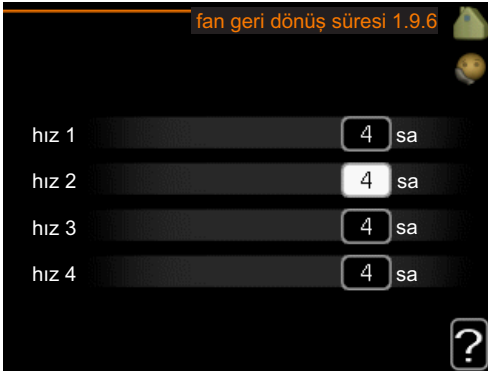 fan geri dönüş süresi 1.9.6
hız 1 4 sa
hız 2 4 sa
hız 3 4 sa
hız 4 4 sa
?